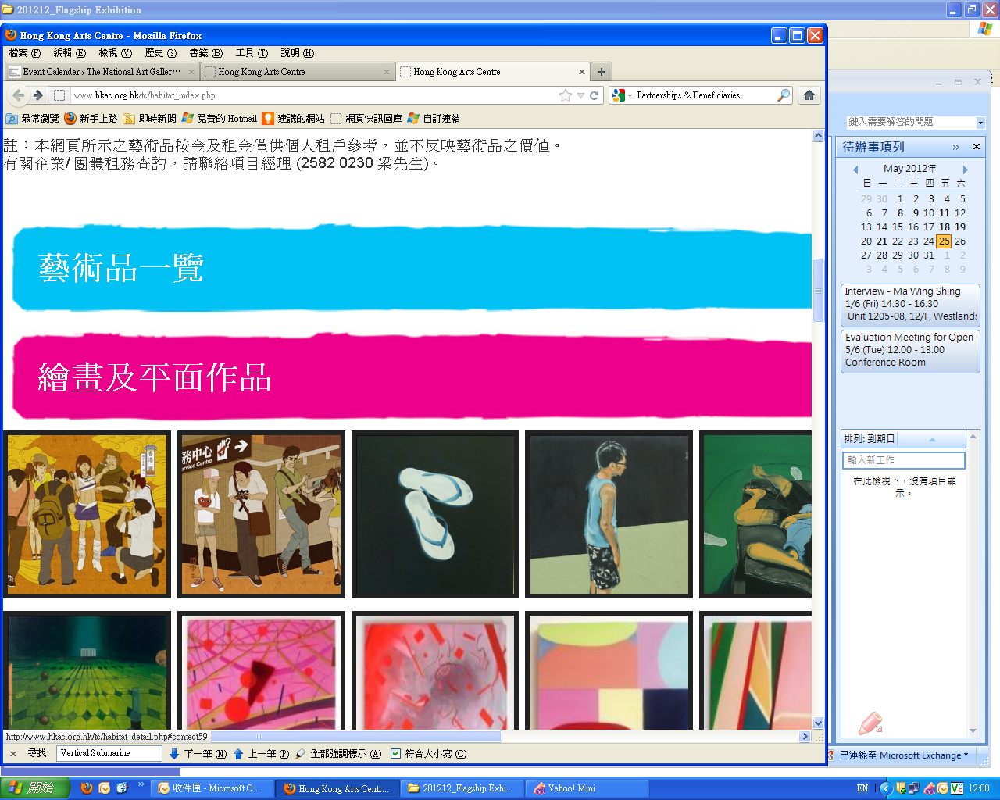 201212_Flagship Exhibition
Hong Kong Arts Centre - Mozilla Firefox
檔案 (F) 編輯 (E) 檢視 (V) 歷史 (S) 書籤 (B) 工具 (T) 說明 (H)
Event Calendar > The National Art Galler⋯
Hong Kong Arts Centre
Hong Kong Arts Centre
www.hkac.org.hk/tc/habitat_index.php
Partnerships & Beneficiaries:
最常瀏覽 新手上路 即時新聞 免費的 Hotmail 建議的網站 網頁快訊圖庫 自訂連結
註：本網頁所示之藝術品按金及租金僅供個人租戶參考，並不反映藝術品之價值。
有關企業/ 團體租務查詢，請聯絡項目經理 (2582 0230 梁先生)。
藝術品一覽
繪畫及平面作品
香港
務中心
rvice Centre
http://www.hkac.org.hk/tc/habitat_detail.php#contect59
尋找: Vertical Submarine 下一筆 (N) 上一筆 (P) 全部強調標示 (A) 符合大小寫 (C)
鍵入需要解答的問題
待辦事項列
May 2012年
日 一 二 三 四 五 六
29 30 1 2 3 4 5
6 7 8 9 10 11 12
13 14 15 16 17 18 19
20 21 22 23 24 25 26
27 28 29 30 31 1 2
3 4 5 6 7 8 9
Interview - Ma Wing Shing
1/6 (Fri) 14:30 - 16:30
Unit 1205-08, 12/F, Westlands
Evaluation Meeting for Open
5/6 (Tue) 12:00 - 13:00
Conference Room
排列: 到期日
輸入新工作
在此檢視下，沒有項目顯
示。
已連線至 Microsoft Exchange
開始
收件匣 - Microsoft O...
Hong Kong Arts Centr...
201212_Flagship Exhi...
Yahoo! Mini
EN
12:08